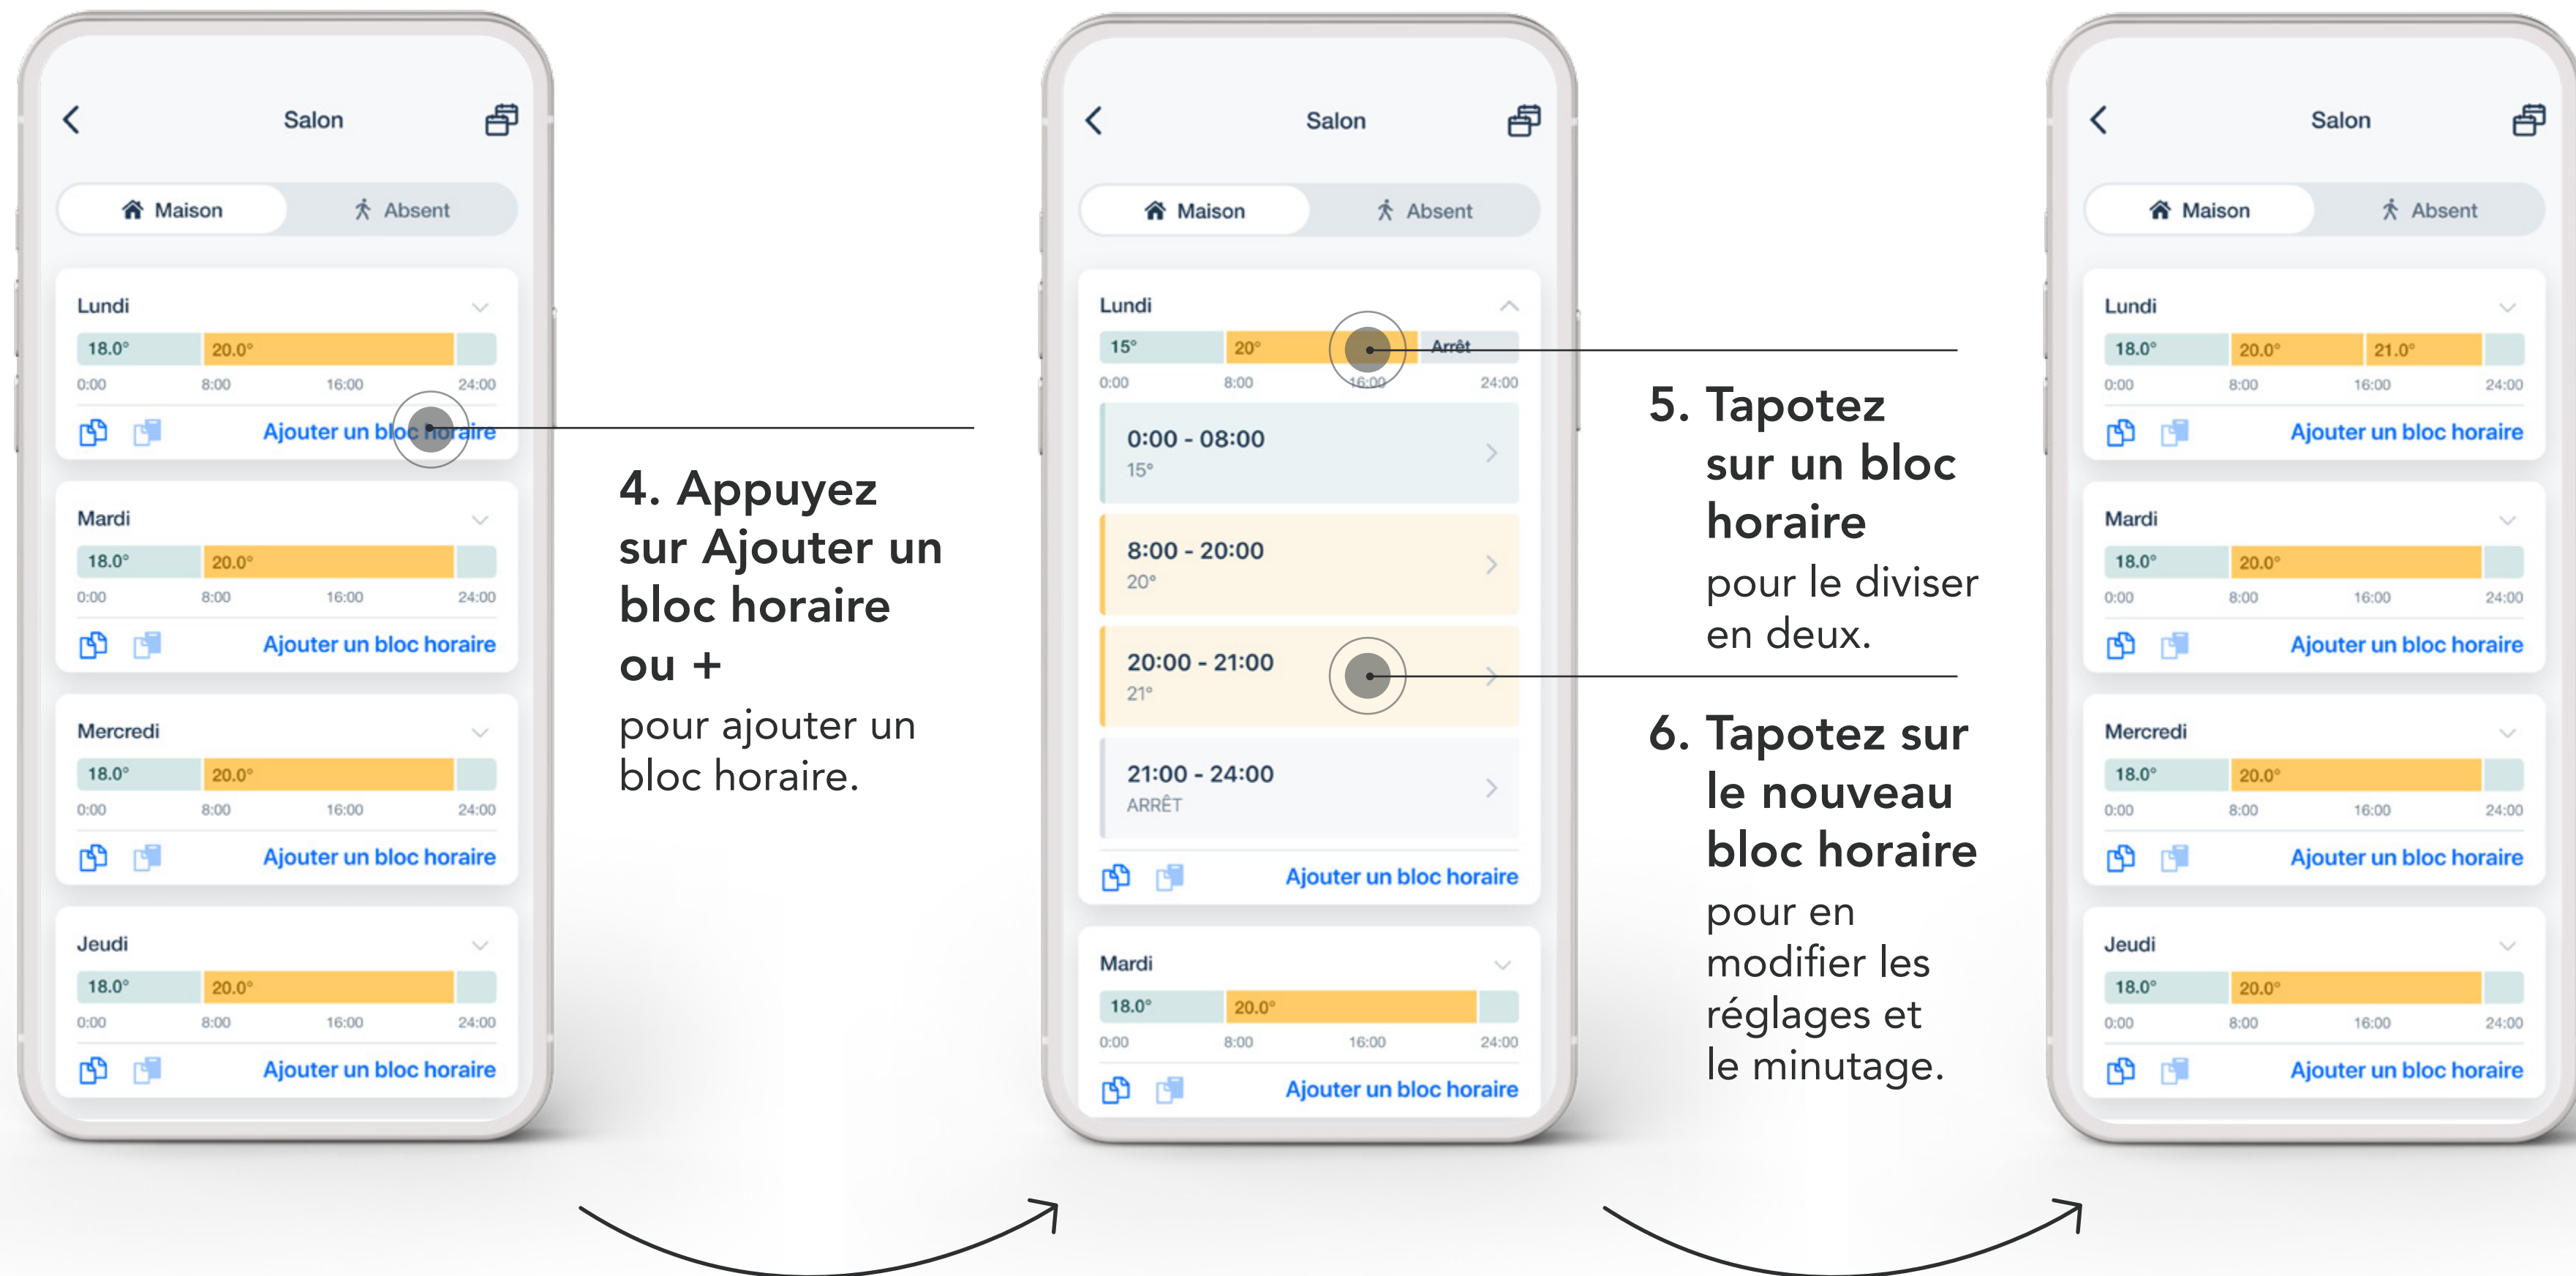 Salon
Maison
Absent
Lundi
18.0° 20.0°
0:00 8:00 16:00 24:00
Ajouter un bloc horaire
Mardi
18.0° 20.0°
0:00 8:00 16:00 24:00
Ajouter un bloc horaire
Mercredi
18.0° 20.0°
0:00 8:00 16:00 24:00
Ajouter un bloc horaire
Jeudi
18.0° 20.0°
0:00 8:00 16:00 24:00
Ajouter un bloc horaire
4. Appuyez
sur Ajouter un
bloc horaire
ou +
pour ajouter un
bloc horaire.
Salon
Maison
Absent
Lundi
15° 20° Arrêt
0:00 8:00 16:00 24:00
0:00 - 08:00
15°
8:00 - 20:00
20°
20:00 - 21:00
21°
21:00 - 24:00
ARRÊT
Ajouter un bloc horaire
Mardi
18.0° 20.0°
0:00 8:00 16:00 24:00
Ajouter un bloc horaire
5. Tapotez
sur un bloc
horaire
pour le diviser
en deux.
6. Tapotez sur
le nouveau
bloc horaire
pour en
modifier les
réglages et
le minutage.
Salon
Maison
Absent
Lundi
18.0° 20.0° 21.0°
0:00 8:00 16:00 24:00
Ajouter un bloc horaire
Mardi
18.0° 20.0°
0:00 8:00 16:00 24:00
Ajouter un bloc horaire
Mercredi
18.0° 20.0°
0:00 8:00 16:00 24:00
Ajouter un bloc horaire
Jeudi
18.0° 20.0°
0:00 8:00 16:00 24:00
Ajouter un bloc horaire